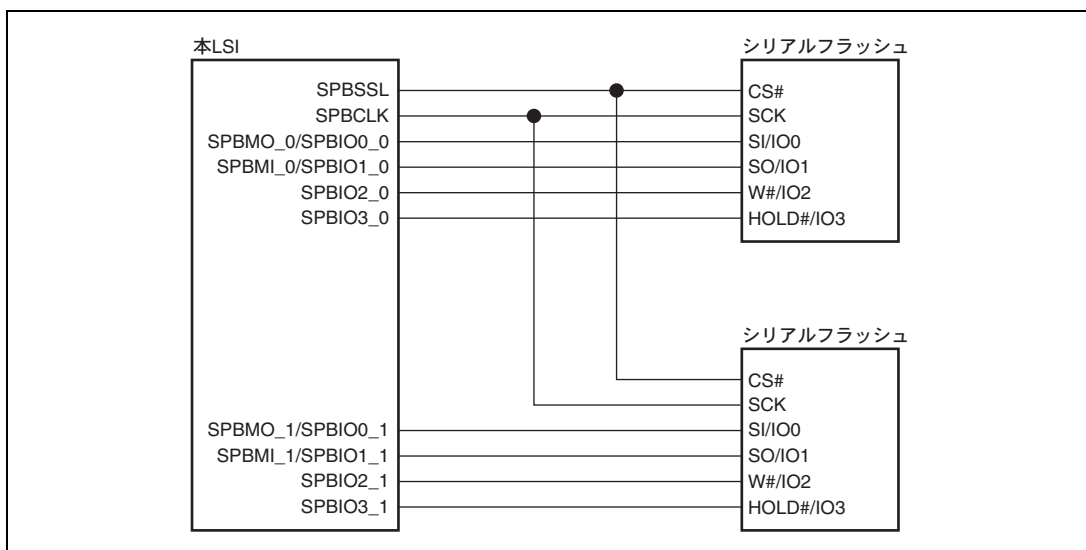 本LSI
SPBSSL
SPBCLK
SPBMO_0/SPBIO0_0
SPBMI_0/SPBIO1_0
SPBIO2_0
SPBIO3_0
SPBMO_1/SPBIO0_1
SPBMI_1/SPBIO1_1
SPBIO2_1
SPBIO3_1
シリアルフラッシュ
CS#
SCK
SI/IO0
SO/IO1
W#/IO2
HOLD#/IO3
シリアルフラッシュ
CS#
SCK
SI/IO0
SO/IO1
W#/IO2
HOLD#/IO3